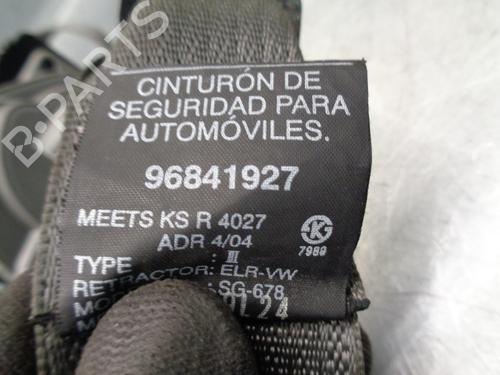 B-PARTS
CINTURÓN DE
SEGURIDAD PARA
AUTOMÓVILES.
96841927
MEETS KS R 4027
ADR 4/04
TYPE : III
RETRACTOR: ELR-VW
: SG-678